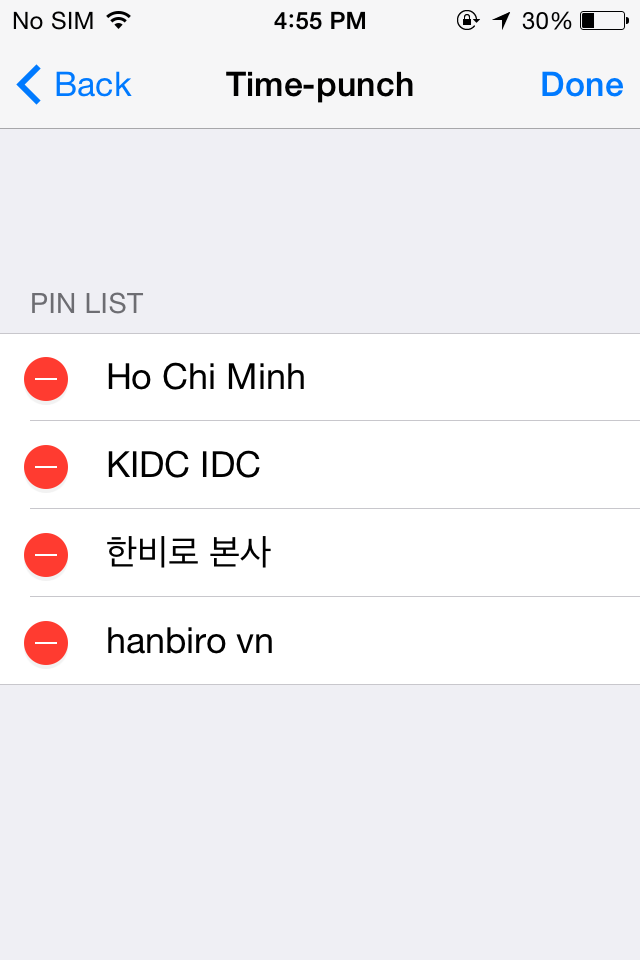 No SIM 4:55 PM 30%
Back Time-punch Done
PIN LIST
Ho Chi Minh
KIDC IDC
한비로 본사
hanbiro vn